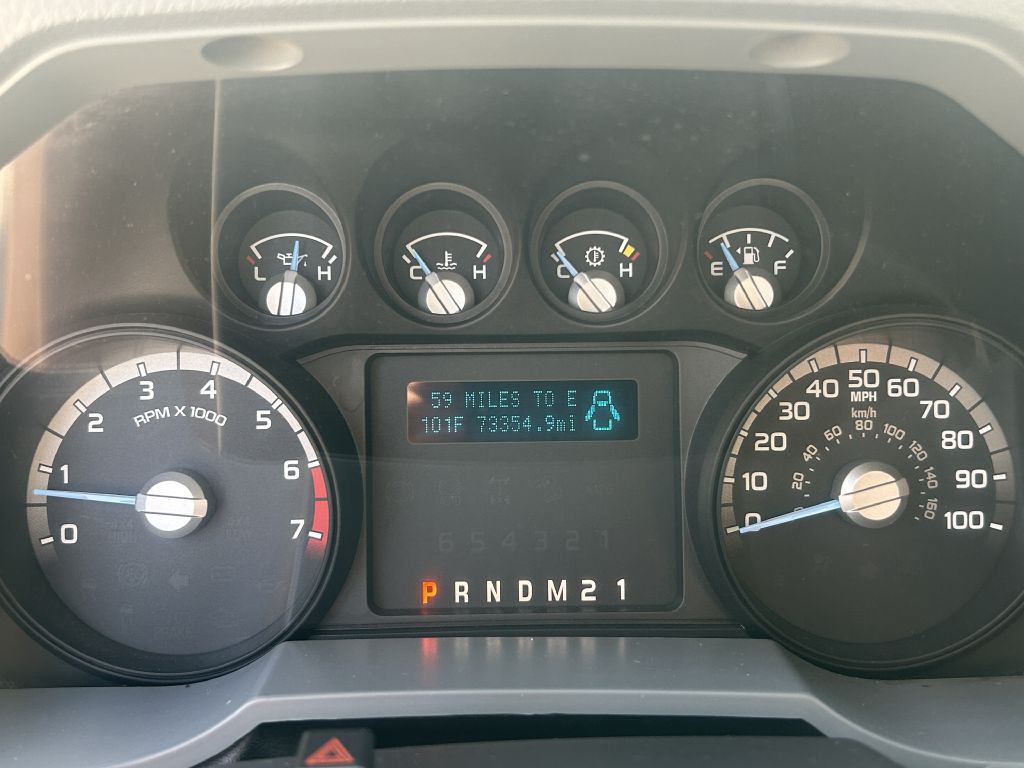 L H
C H
C H
E F
0 1 2 3 4 5 6 7
RPM X 1000
59 MILES TO E
101F 73354.9mi
6 5 4 3 2 1
P R N D M 2 1
0 10 20 30 40 50 60 70 80 90 100
MPH
km/h
20 40 60 80 100 120 140 160